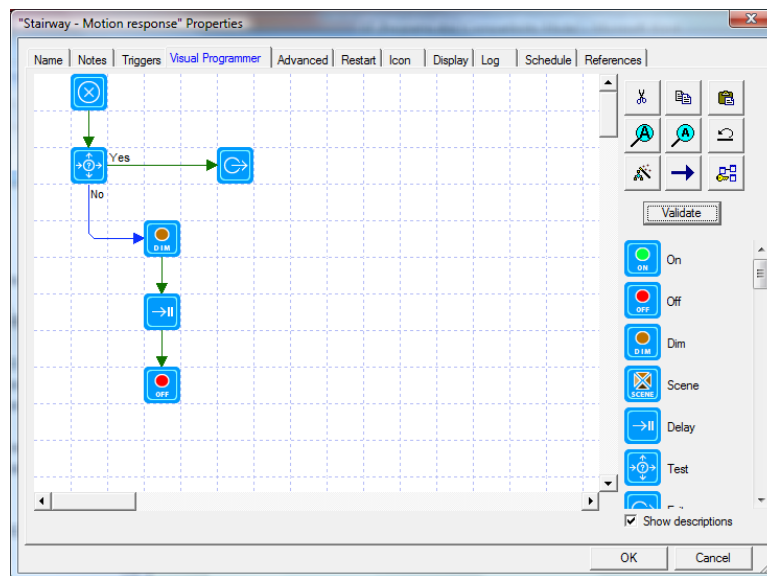 "Stairway - Motion response" Properties
Name Notes Triggers Visual Programmer Advanced Restart Icon Display Log Schedule References
Yes
No
DIM
OFF
Validate
ON
On
OFF
Off
DIM
Dim
SCENE
Scene
Delay
Test
Show descriptions
OK Cancel